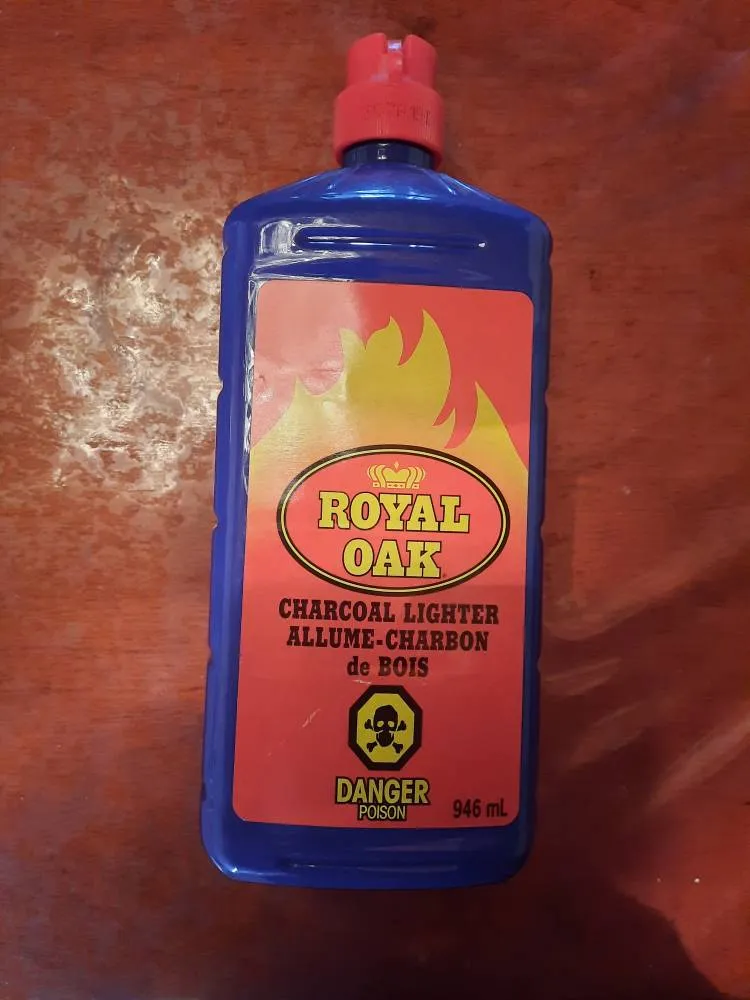 ROYAL
OAK
CHARCOAL LIGHTER
ALLUME-CHARBON
de BOIS
DANGER
POISON
946 mL